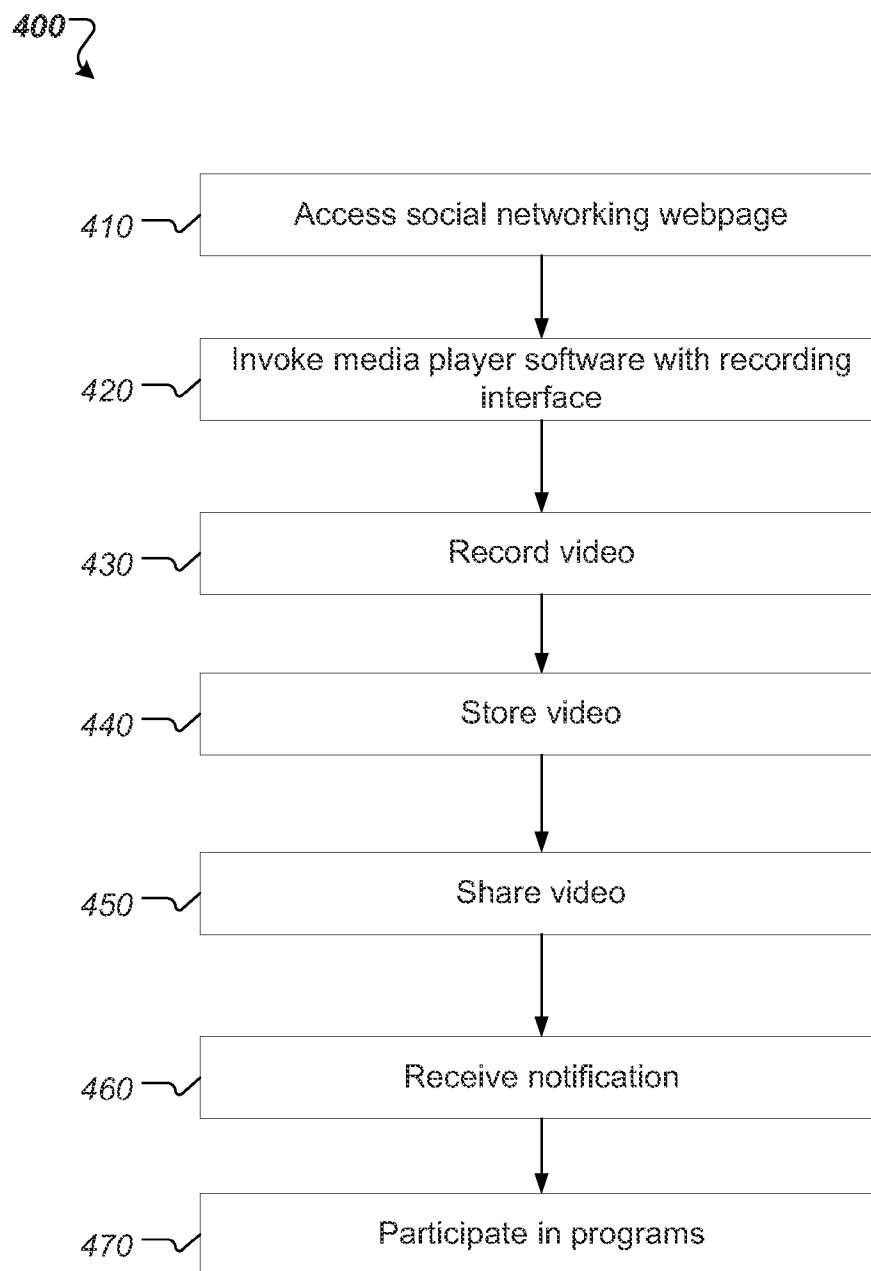 400
410
Access social networking webpage
420
Invoke media player software with recording
interface
430
Record video
440
Store video
450
Share video
460
Receive notification
470
Participate in programs